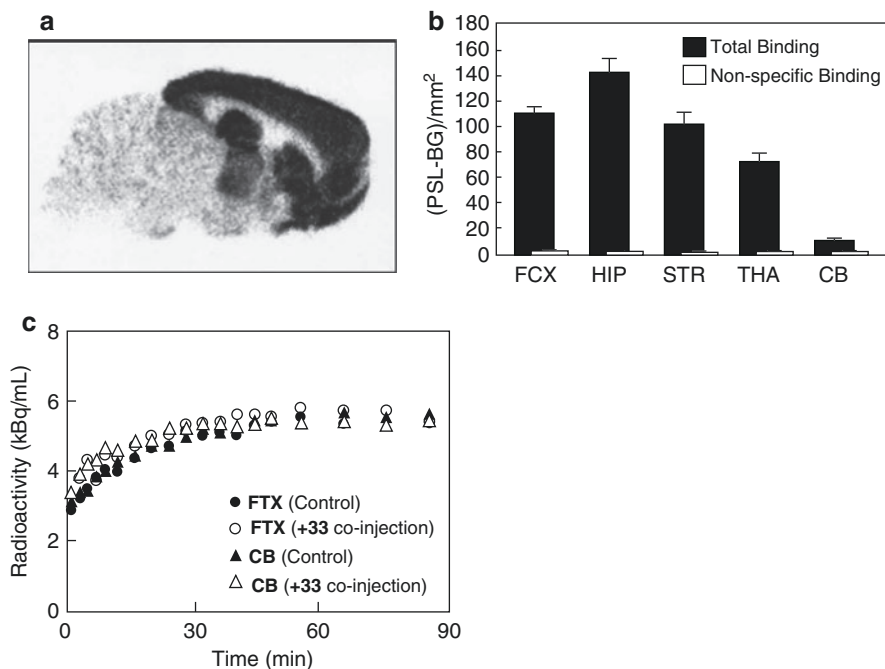 a
b
180
160
140
120
100
80
60
40
20
0
(PSL-BG)/mm²
Total Binding
Non-specific Binding
FCX HIP STR THA CB
c
8
6
4
2
0
Radioactivity (kBq/mL)
FTX (Control)
FTX (+33 co-injection)
CB (Control)
CB (+33 co-injection)
0 30 60 90
Time (min)